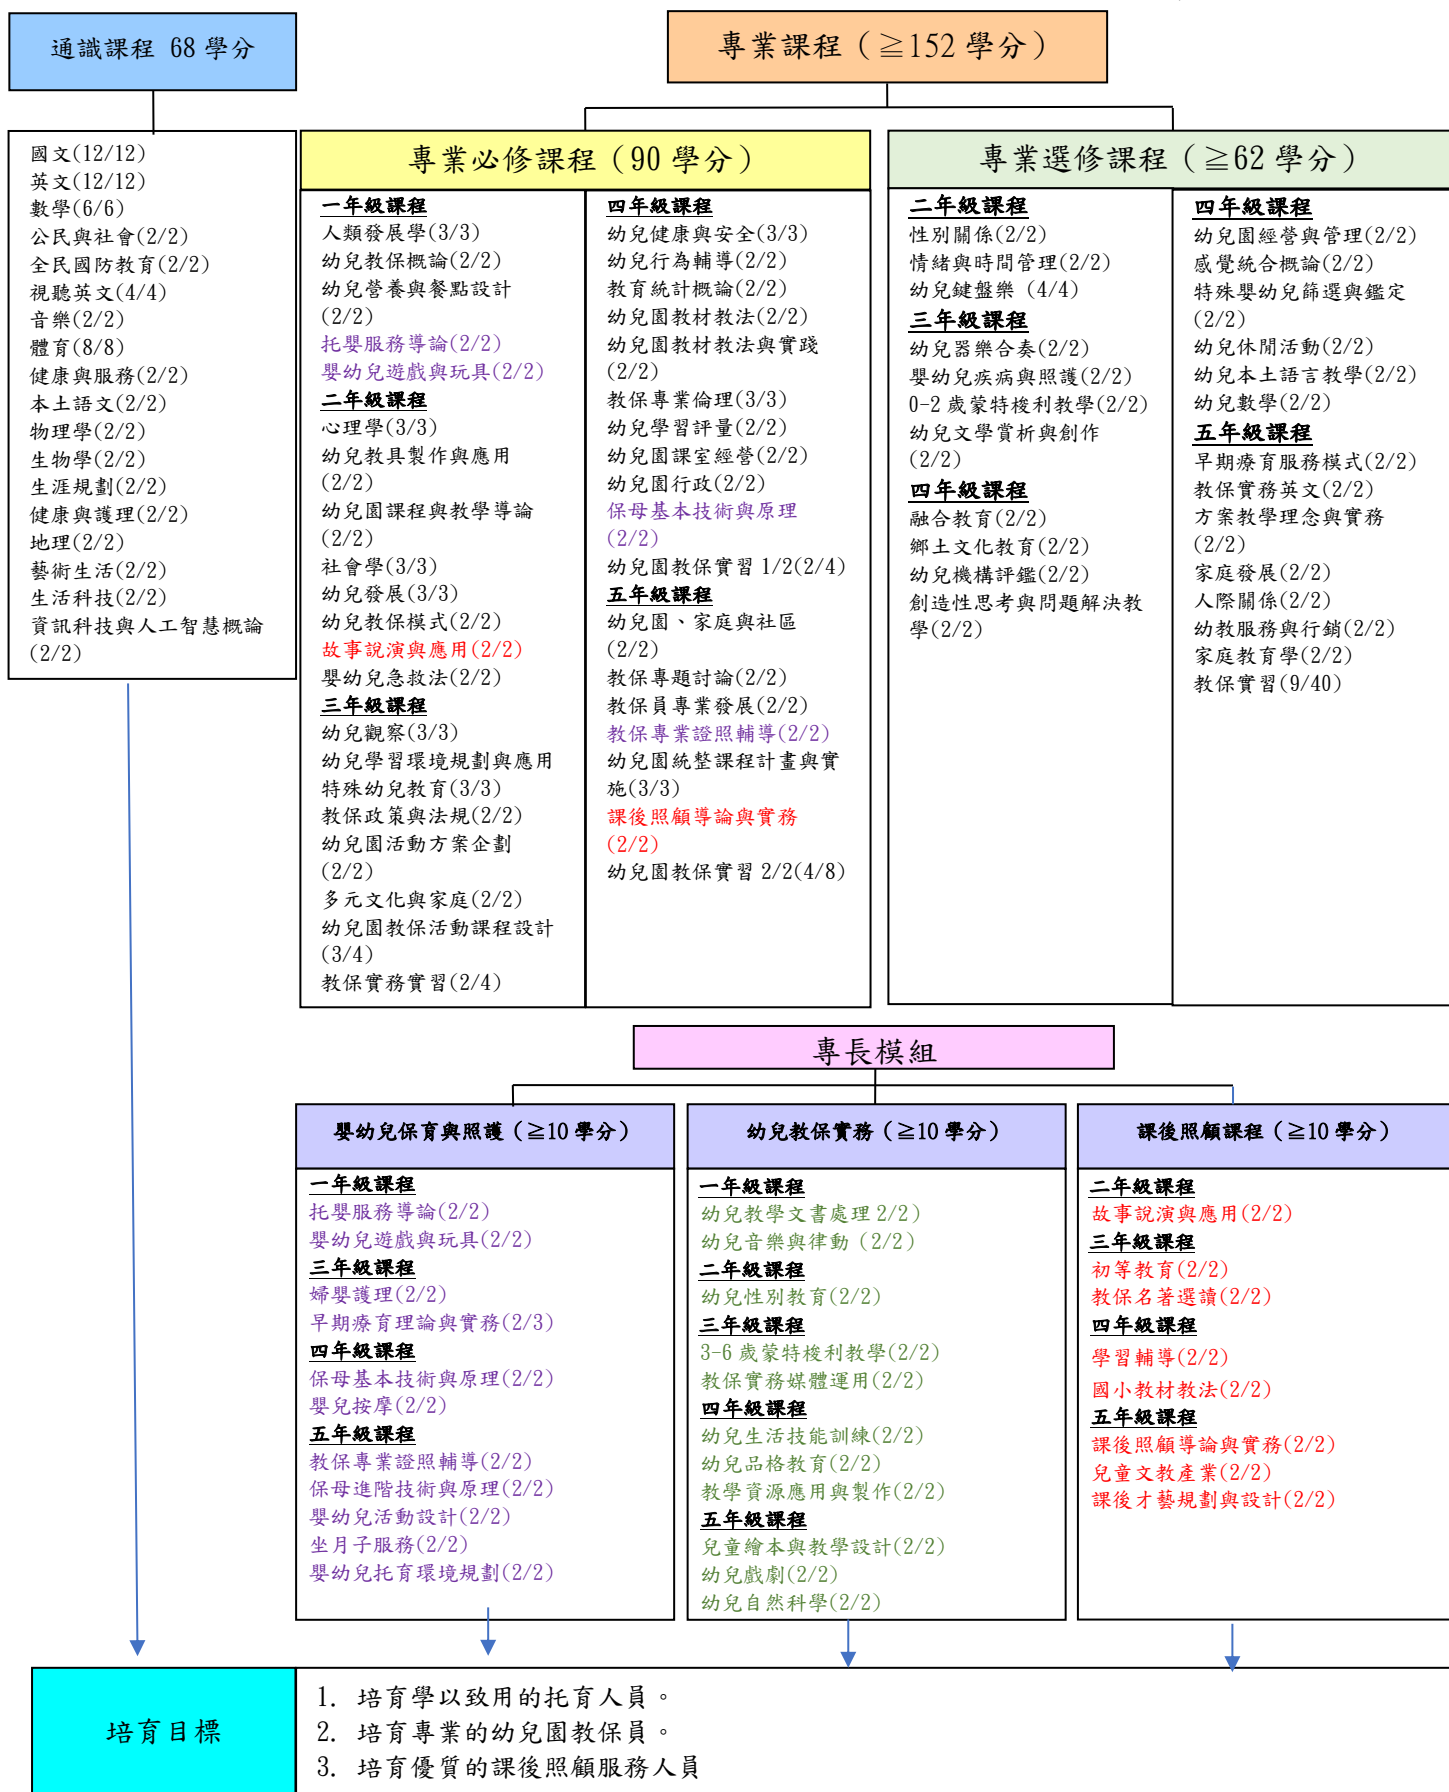 通識課程 68 學分
國文(12/12)
英文(12/12)
數學(6/6)
公民與社會(2/2)
全民國防教育(2/2)
視聽英文(4/4)
音樂(2/2)
體育(8/8)
健康與服務(2/2)
本土語文(2/2)
物理學(2/2)
生物學(2/2)
生涯規劃(2/2)
健康與護理(2/2)
地理(2/2)
藝術生活(2/2)
生活科技(2/2)
資訊科技與人工智慧概論
(2/2)
專業課程（≧152 學分）
專業必修課程（90 學分）
一年級課程
人類發展學(3/3)
幼兒教保概論(2/2)
幼兒營養與餐點設計
(2/2)
托嬰服務導論(2/2)
嬰幼兒遊戲與玩具(2/2)
二年級課程
心理學(3/3)
幼兒教具製作與應用
(2/2)
幼兒園課程與教學導論
(2/2)
社會學(3/3)
幼兒發展(3/3)
幼兒教保模式(2/2)
故事說演與應用(2/2)
嬰幼兒急救法(2/2)
三年級課程
幼兒觀察(3/3)
幼兒學習環境規劃與應用
特殊幼兒教育(3/3)
教保政策與法規(2/2)
幼兒園活動方案企劃
(2/2)
多元文化與家庭(2/2)
幼兒園教保活動課程設計
(3/4)
教保實務實習(2/4)
四年級課程
幼兒健康與安全(3/3)
幼兒行為輔導(2/2)
教育統計概論(2/2)
幼兒園教材教法(2/2)
幼兒園教材教法與實踐
(2/2)
教保專業倫理(3/3)
幼兒學習評量(2/2)
幼兒園課室經營(2/2)
幼兒園行政(2/2)
保母基本技術與原理
(2/2)
幼兒園教保實習 1/2(2/4)
五年級課程
幼兒園、家庭與社區
(2/2)
教保專題討論(2/2)
教保員專業發展(2/2)
教保專業證照輔導(2/2)
幼兒園統整課程計畫與實
施(3/3)
課後照顧導論與實務
(2/2)
幼兒園教保實習 2/2(4/8)
專業選修課程（≧62 學分）
二年級課程
性別關係(2/2)
情緒與時間管理(2/2)
幼兒鍵盤樂 (4/4)
三年級課程
幼兒器樂合奏(2/2)
嬰幼兒疾病與照護(2/2)
0-2 歲蒙特梭利教學(2/2)
幼兒文學賞析與創作
(2/2)
四年級課程
融合教育(2/2)
鄉土文化教育(2/2)
幼兒機構評鑑(2/2)
創造性思考與問題解決教
學(2/2)
四年級課程
幼兒園經營與管理(2/2)
感覺統合概論(2/2)
特殊嬰幼兒篩選與鑑定
(2/2)
幼兒休閒活動(2/2)
幼兒本土語言教學(2/2)
幼兒數學(2/2)
五年級課程
早期療育服務模式(2/2)
教保實務英文(2/2)
方案教學理念與實務
(2/2)
家庭發展(2/2)
人際關係(2/2)
幼教服務與行銷(2/2)
家庭教育學(2/2)
教保實習(9/40)
專長模組
嬰幼兒保育與照護（≧10 學分）
一年級課程
托嬰服務導論(2/2)
嬰幼兒遊戲與玩具(2/2)
三年級課程
婦嬰護理(2/2)
早期療育理論與實務(2/3)
四年級課程
保母基本技術與原理(2/2)
嬰兒按摩(2/2)
五年級課程
教保專業證照輔導(2/2)
保母進階技術與原理(2/2)
嬰幼兒活動設計(2/2)
坐月子服務(2/2)
嬰幼兒托育環境規劃(2/2)
幼兒教保實務（≧10 學分）
一年級課程
幼兒教學文書處理 2/2)
幼兒音樂與律動（2/2）
二年級課程
幼兒性別教育(2/2)
三年級課程
3-6 歲蒙特梭利教學(2/2)
教保實務媒體運用(2/2)
四年級課程
幼兒生活技能訓練(2/2)
幼兒品格教育(2/2)
教學資源應用與製作(2/2)
五年級課程
兒童繪本與教學設計(2/2)
幼兒戲劇(2/2)
幼兒自然科學(2/2)
課後照顧課程（≧10 學分）
二年級課程
故事說演與應用(2/2)
三年級課程
初等教育(2/2)
教保名著選讀(2/2)
四年級課程
學習輔導(2/2)
國小教材教法(2/2)
五年級課程
課後照顧導論與實務(2/2)
兒童文教產業(2/2)
課後才藝規劃與設計(2/2)
培育目標
1. 培育學以致用的托育人員。
2. 培育專業的幼兒園教保員。
3. 培育優質的課後照顧服務人員